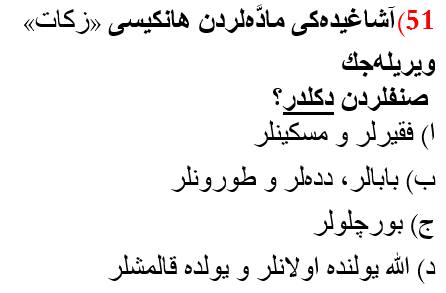 51) آشاغیده‌کی مادّه‌لردن هانکیسی «زکات»
ویریله‌جك
صنفلردن دکلدر؟
ا) فقیرلر و مسکینلر
ب) بابالر، دده‌لر و طورونلر
ج) بورچلولر
د) الله یولنده اولانلر و یولده قالمشلر